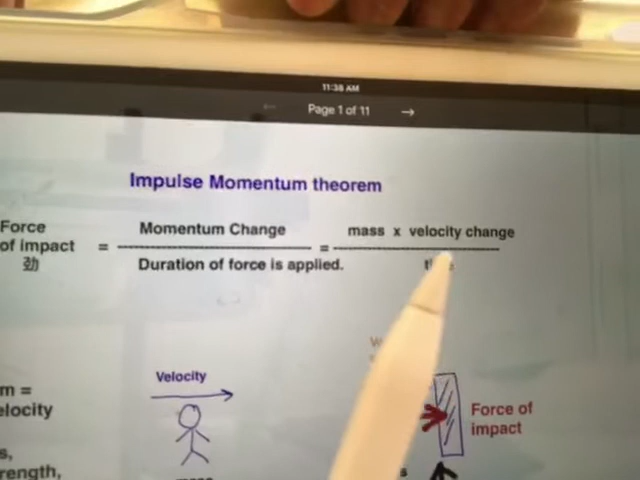 11:38 AM
Page 1 of 11
Impulse Momentum theorem
Force of impact 劲 = Momentum Change / Duration of force is applied. = mass x velocity change
Velocity
Force of
impact
m =
elocity
s,
rength,